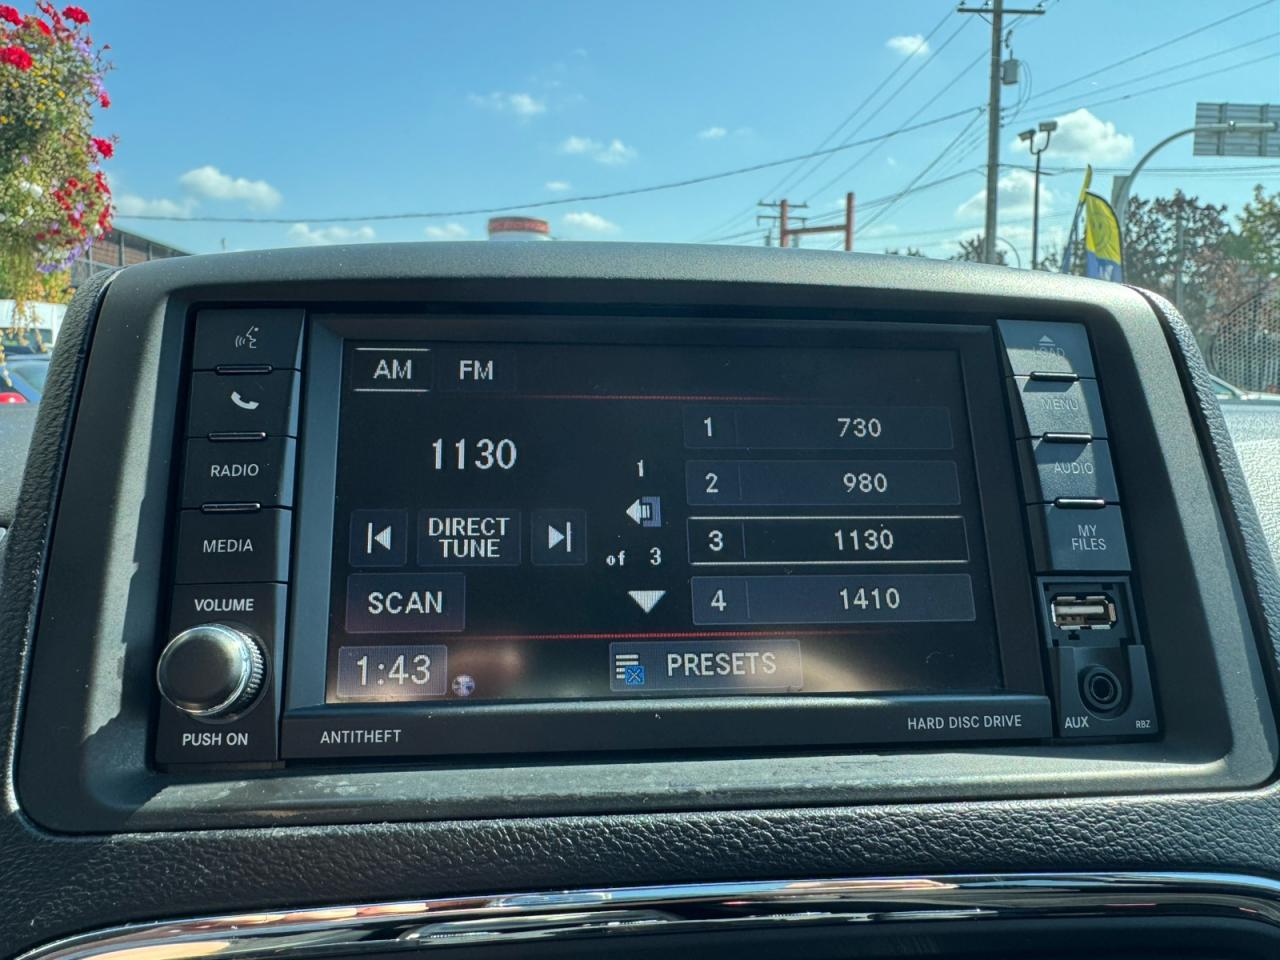 LOAD
AM FM
MENU
1 730
1130
1
RADIO
2 980
AUDIO
DIRECT
TUNE
of 3
3 1130
MEDIA
MY
FILES
SCAN
4 1410
VOLUME
1:43
PRESETS
PUSH ON
ANTITHEFT
HARD DISC DRIVE
AUX
RBZ